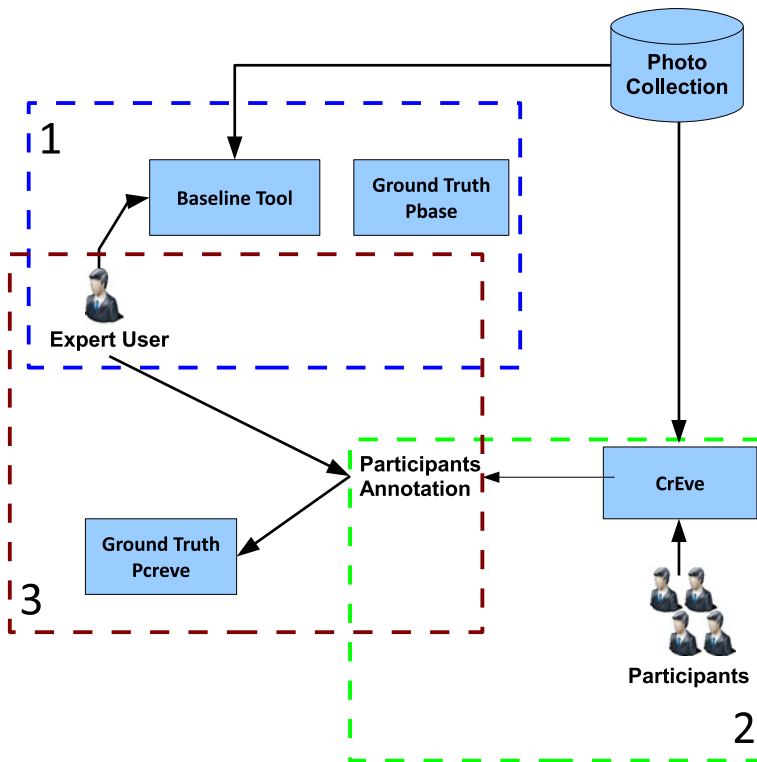 Photo
Collection
1
Baseline Tool
Ground Truth
Pbase
Expert User
Participants
Annotation
CrEve
Ground Truth
Pcreve
3
Participants
2